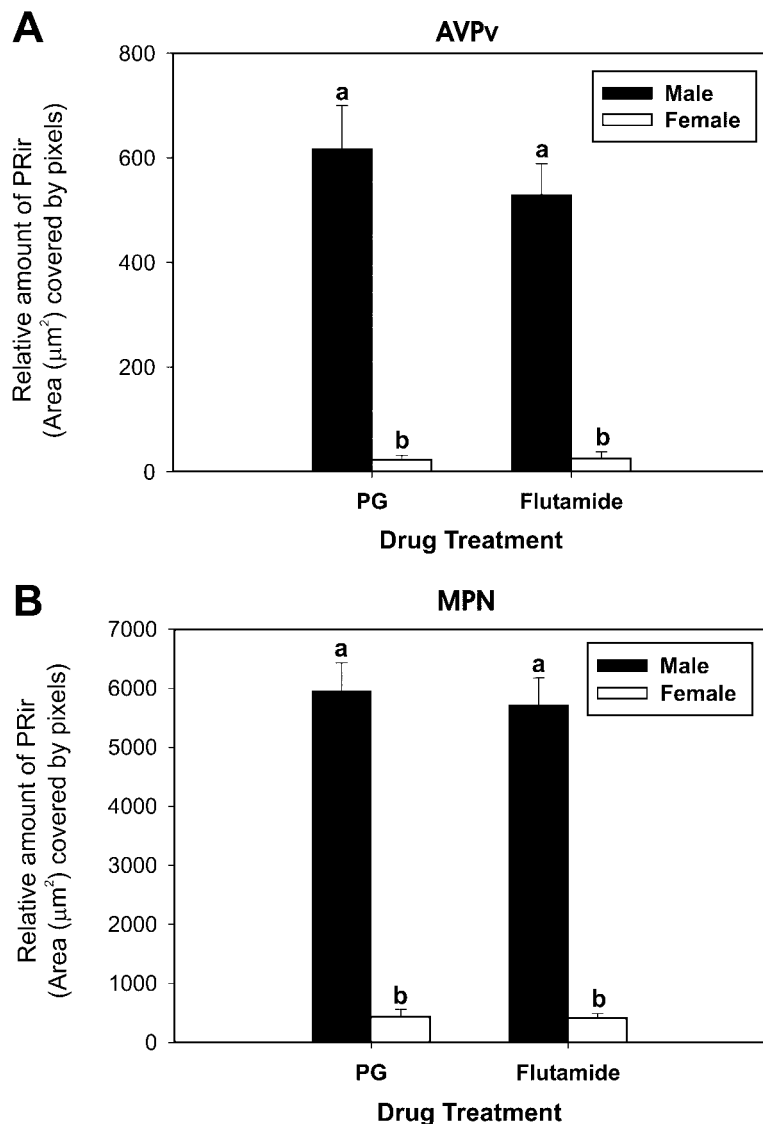 A
AVPv
Relative amount of PRir
(Area (μm²) covered by pixels)
800
600
400
200
0
Male
Female
a
b
a
b
PG
Flutamide
Drug Treatment
B
MPN
Relative amount of PRir
(Area (μm²) covered by pixels)
7000
6000
5000
4000
3000
2000
1000
0
Male
Female
a
b
a
b
PG
Flutamide
Drug Treatment